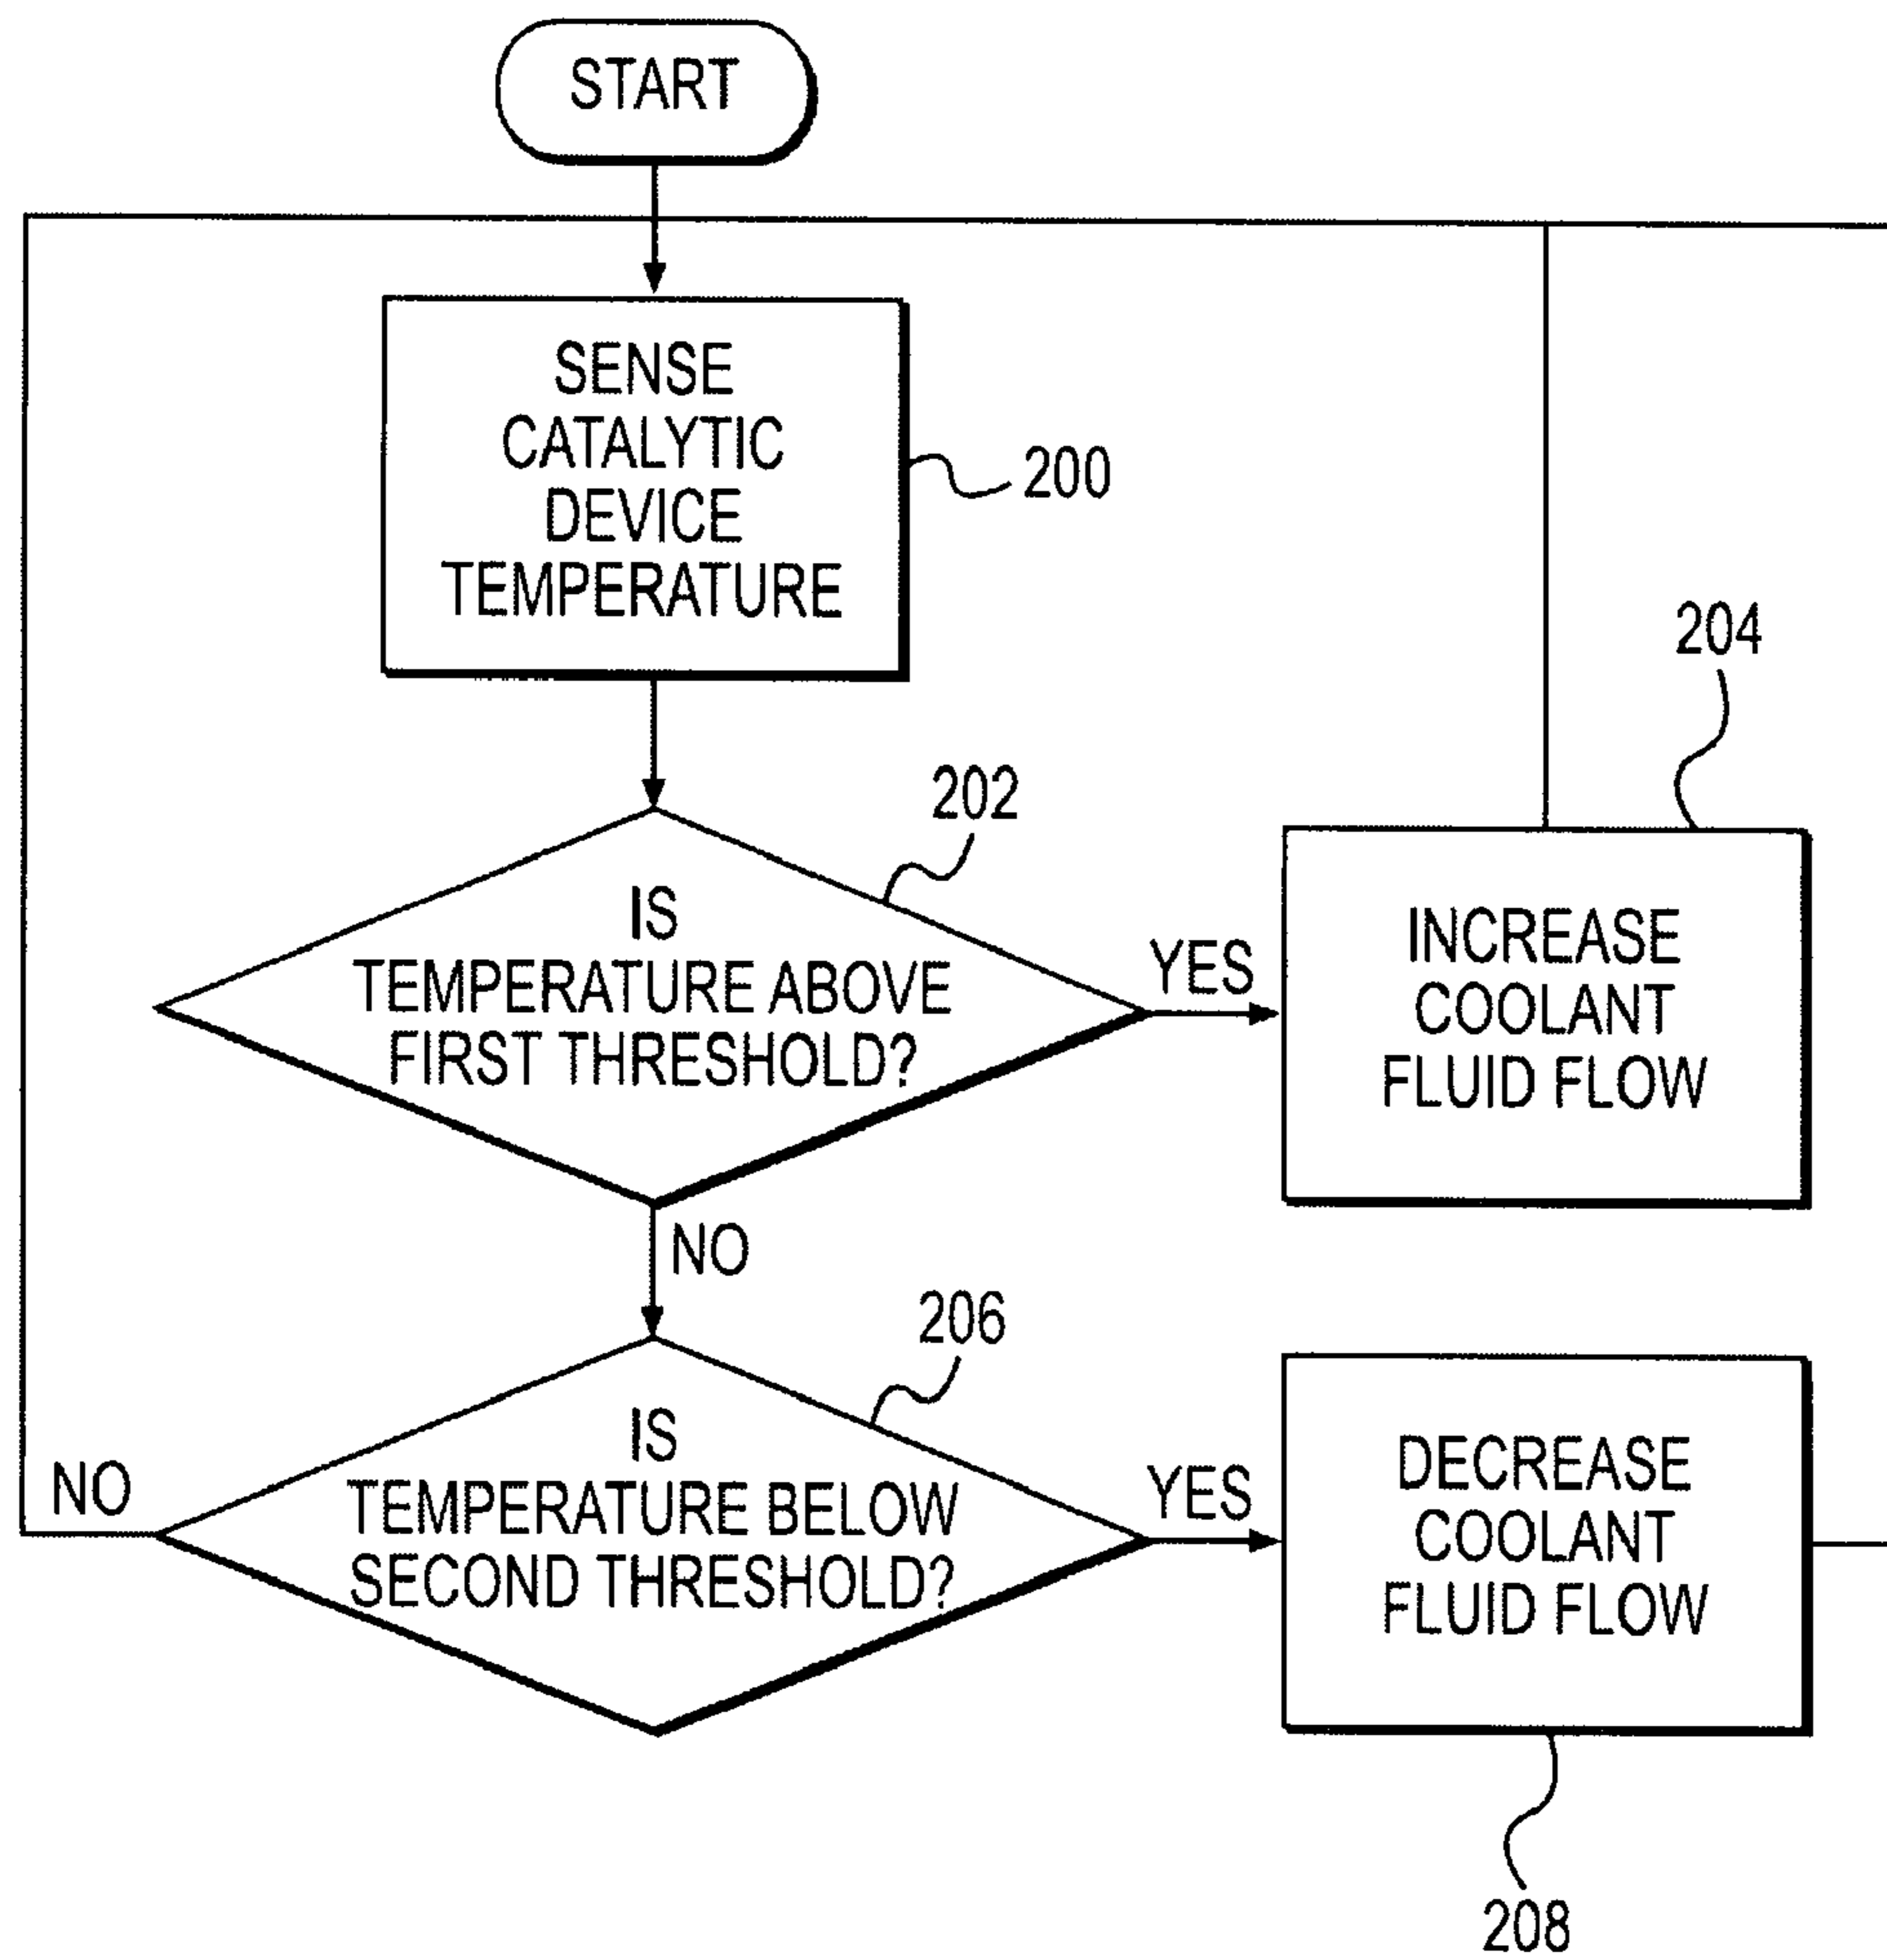 START
SENSE
CATALYTIC
DEVICE
TEMPERATURE
200
202
IS
TEMPERATURE ABOVE
FIRST THRESHOLD?
YES
204
INCREASE
COOLANT
FLUID FLOW
NO
206
IS
TEMPERATURE BELOW
SECOND THRESHOLD?
NO
YES
DECREASE
COOLANT
FLUID FLOW
208